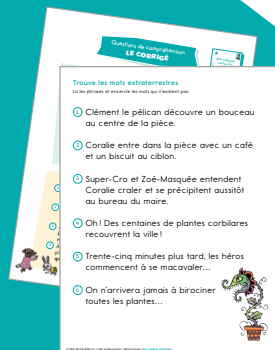 Questions de compréhension
LE CORRIGÉ
Trouve les mots extraterrestres
Lis les phrases et encercle les mots qui n'existent pas.
1 Clément le pélican découvre un bouceau
au centre de la pièce.
2 Coralie entre dans la pièce avec un café
et un biscuit au ciblon.
3 Super-Cro et Zoé-Masquée entendent
Coralie craler et se précipitent aussitôt
au bureau du maire.
4 Oh! Des centaines de plantes corbilares
recouvrent la ville!
5 Trente-cinq minutes plus tard, les héros
commencent à se macavaler...
6 On n'arrivera jamais à birociner
toutes les plantes...